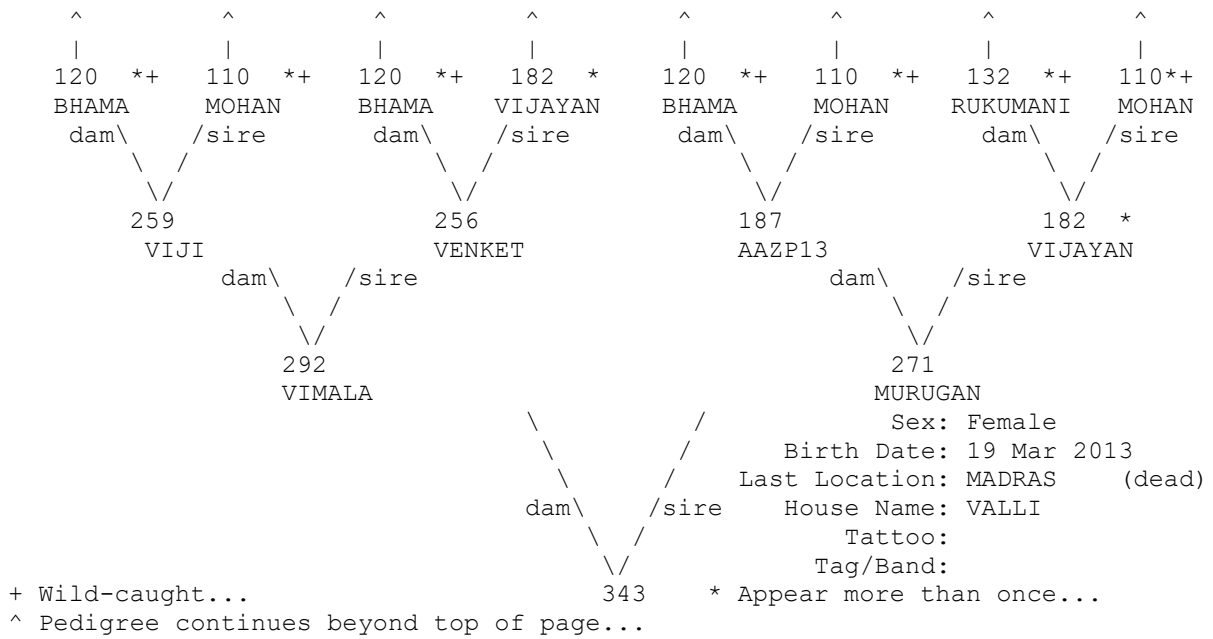 ^ ^ ^ ^ ^ ^ ^ ^
| | | | | | | |
120 *+ 110 *+ 120 *+ 182 * 120 *+ 110 *+ 132 *+ 110*+
BHAMA MOHAN BHAMA VIJAYAN BHAMA MOHAN RUKUMANI MOHAN
dam\ /sire dam\ /sire dam\ /sire dam\ /sire
\ / \ / \ / \ /
\/ \/ \/ \/
259 256 187 182 *
VIJI VENKET AAZP13 VIJAYAN
dam\ /sire dam\ /sire
\ / \ /
\/ \/
292 271
VIMALA MURUGAN
\ / Sex: Female
\ / Birth Date: 19 Mar 2013
\ / Last Location: MADRAS (dead)
dam\ /sire House Name: VALLI
\ / Tattoo:
\/ Tag/Band:
+ Wild-caught... 343 * Appear more than once...
^ Pedigree continues beyond top of page...